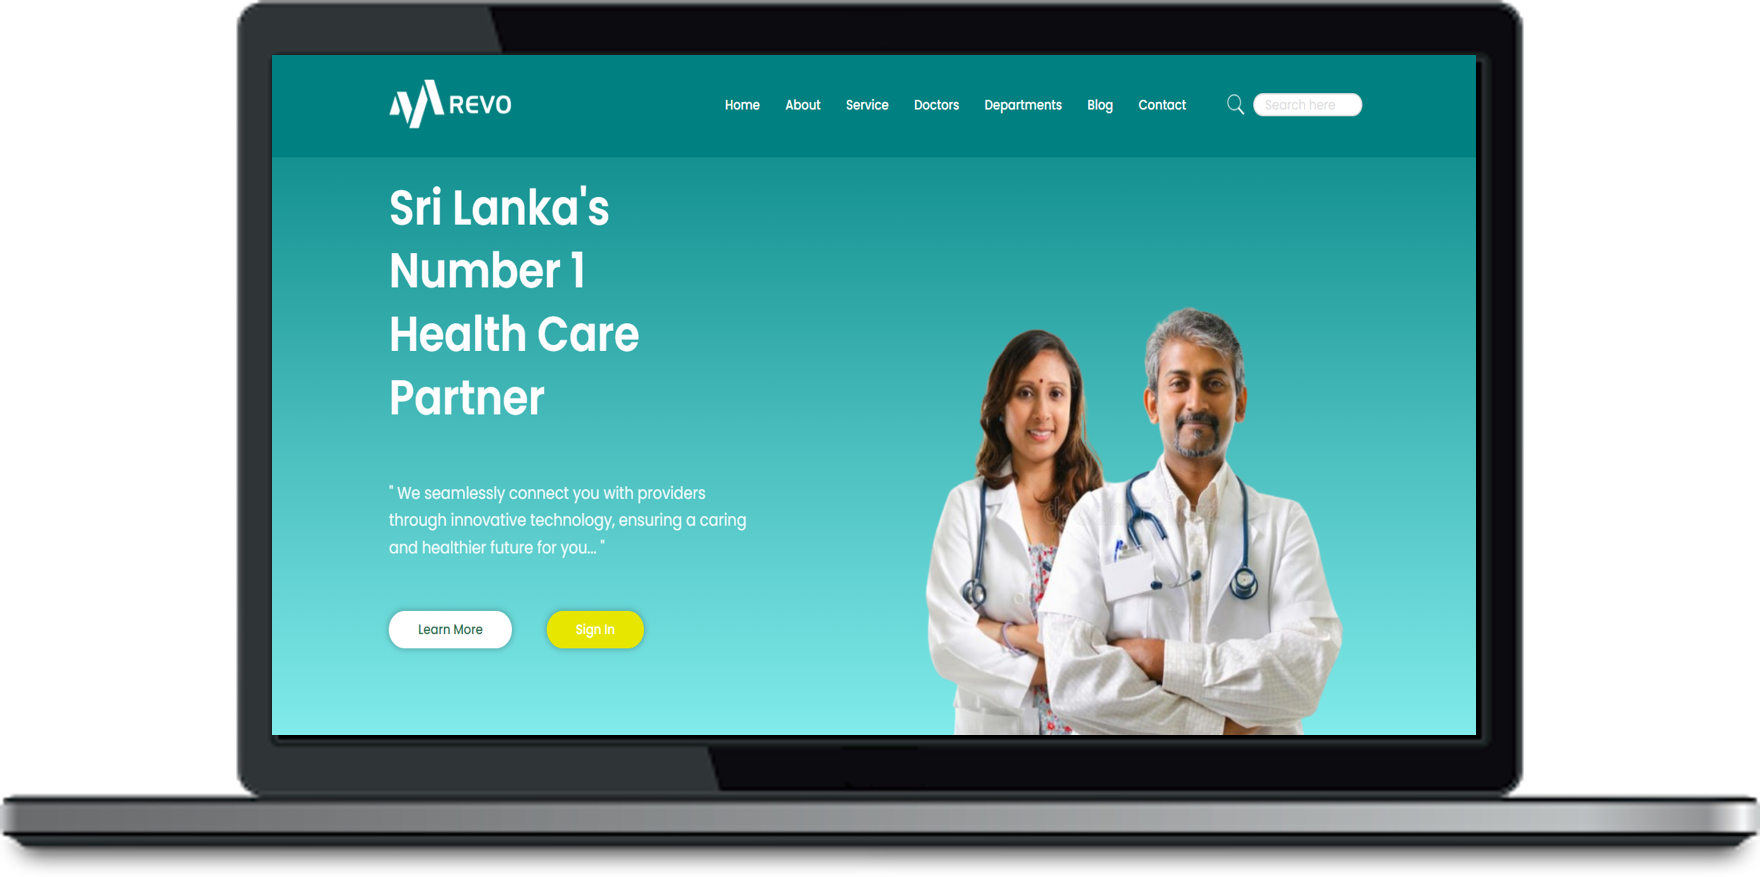 REVO
Home About Service Doctors Departments Blog Contact Search here
Sri Lanka's
Number 1
Health Care
Partner
" We seamlessly connect you with providers
through innovative technology, ensuring a caring
and healthier future for you... "
Learn More Sign In